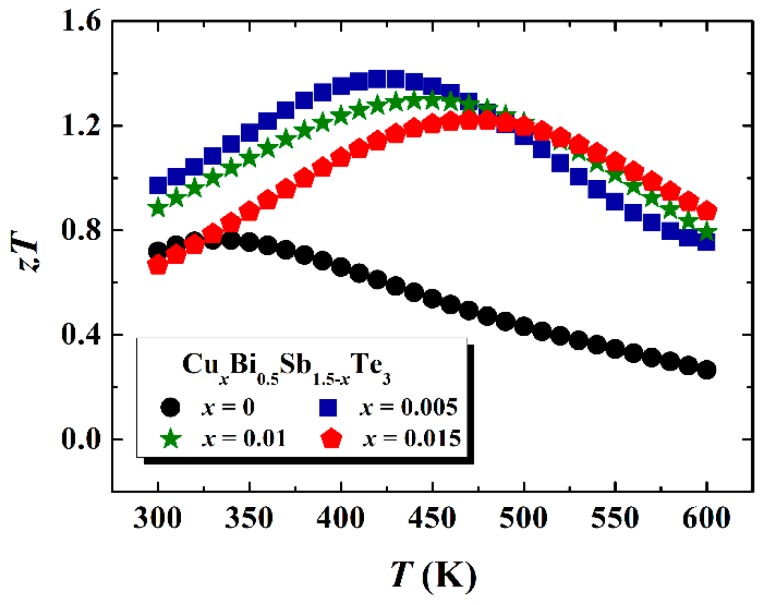 1.6
1.2
0.8
0.4
0.0
zT
CuₓBi₀.₅Sb₁.₅₋ₓTe₃
x = 0
x = 0.005
x = 0.01
x = 0.015
300 350 400 450 500 550 600
T (K)